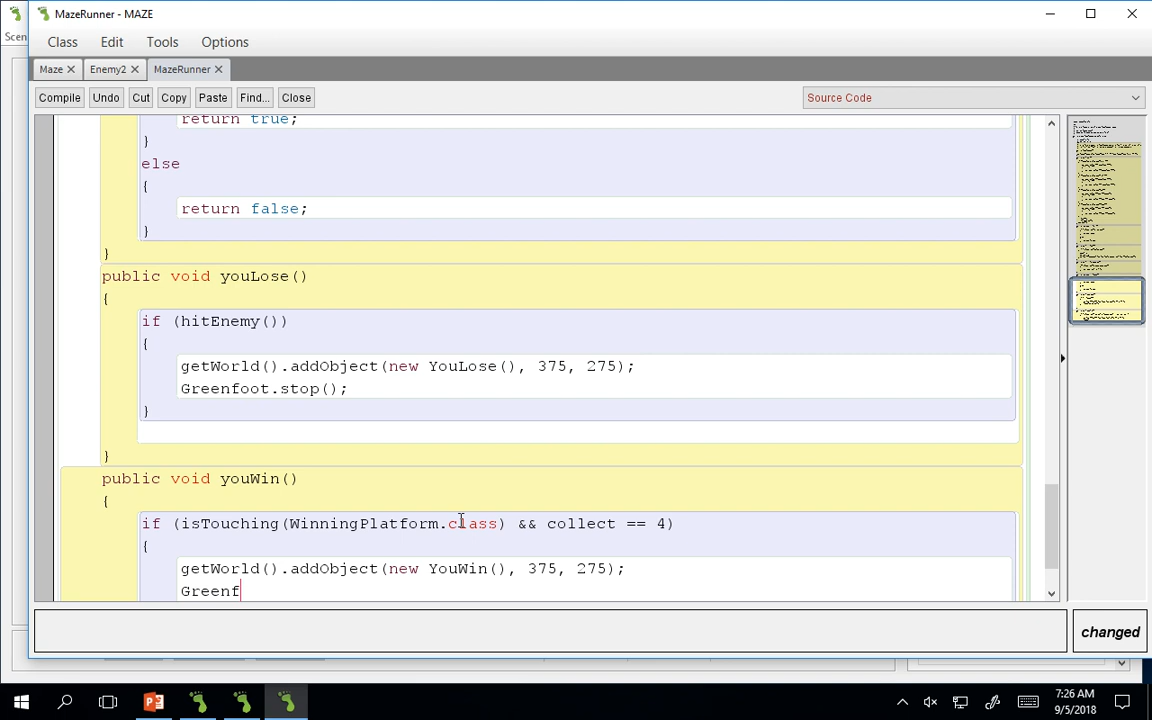 MazeRunner - MAZE
Scen
Class Edit Tools Options
Maze Enemy2 MazeRunner
Compile Undo Cut Copy Paste Find... Close Source Code
return true;
}
else
{
return false;
}
}
public void youLose()
{
if (hitEnemy())
{
getWorld().addObject(new YouLose(), 375, 275);
Greenfoot.stop();
}
}
public void youWin()
{
if (isTouching(WinningPlatform.class) && collect == 4)
{
getWorld().addObject(new YouWin(), 375, 275);
Greenf
changed
7:26 AM
9/5/2018